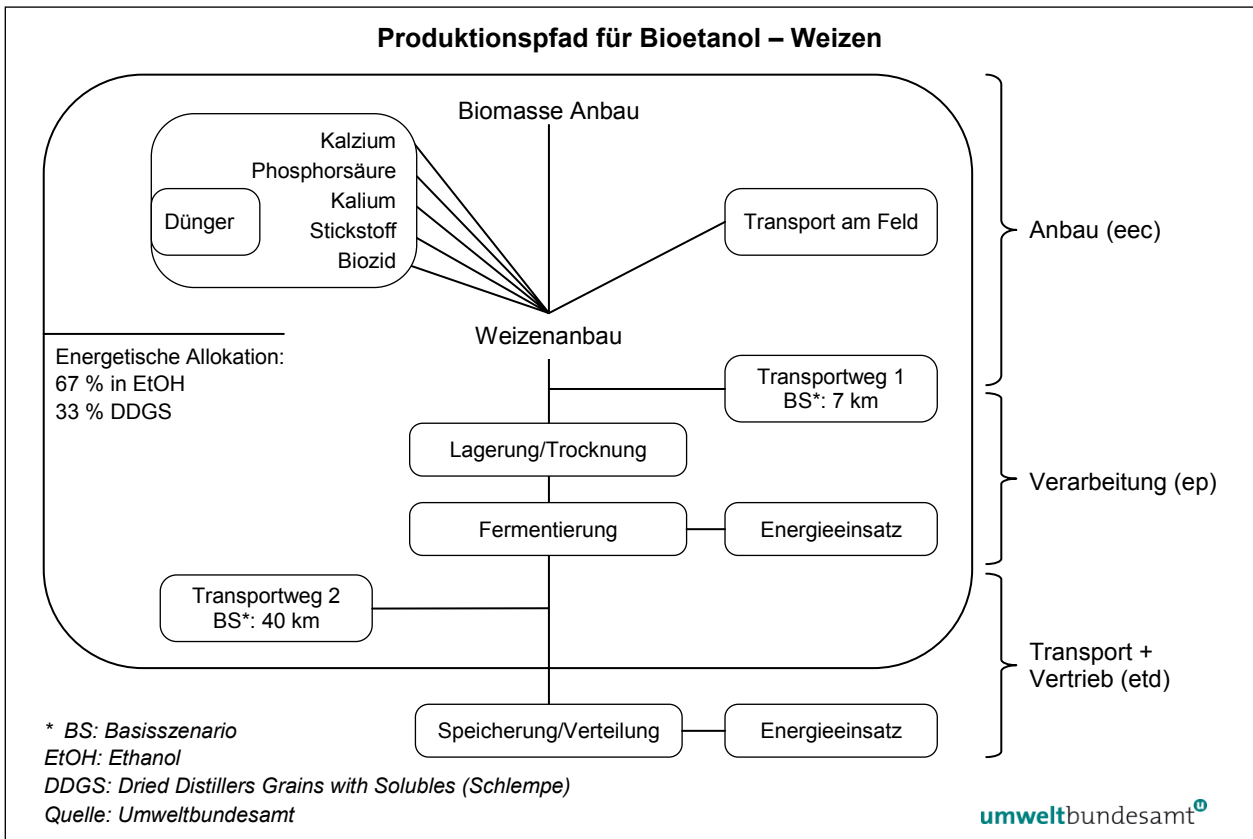 Produktionspfad für Bioetanol – Weizen
Biomasse Anbau
Kalzium
Phosphorsäure
Kalium
Stickstoff
Biozid
Dünger
Transport am Feld
Anbau (eec)
Weizenanbau
Energetische Allokation:
67 % in EtOH
33 % DDGS
Transportweg 1
BS*: 7 km
Lagerung/Trocknung
Verarbeitung (ep)
Fermentierung
Energieeinsatz
Transportweg 2
BS*: 40 km
Transport +
Vertrieb (etd)
Speicherung/Verteilung
Energieeinsatz
* BS: Basisszenario
EtOH: Ethanol
DDGS: Dried Distillers Grains with Solubles (Schlempe)
Quelle: Umweltbundesamt
umweltbundesamt